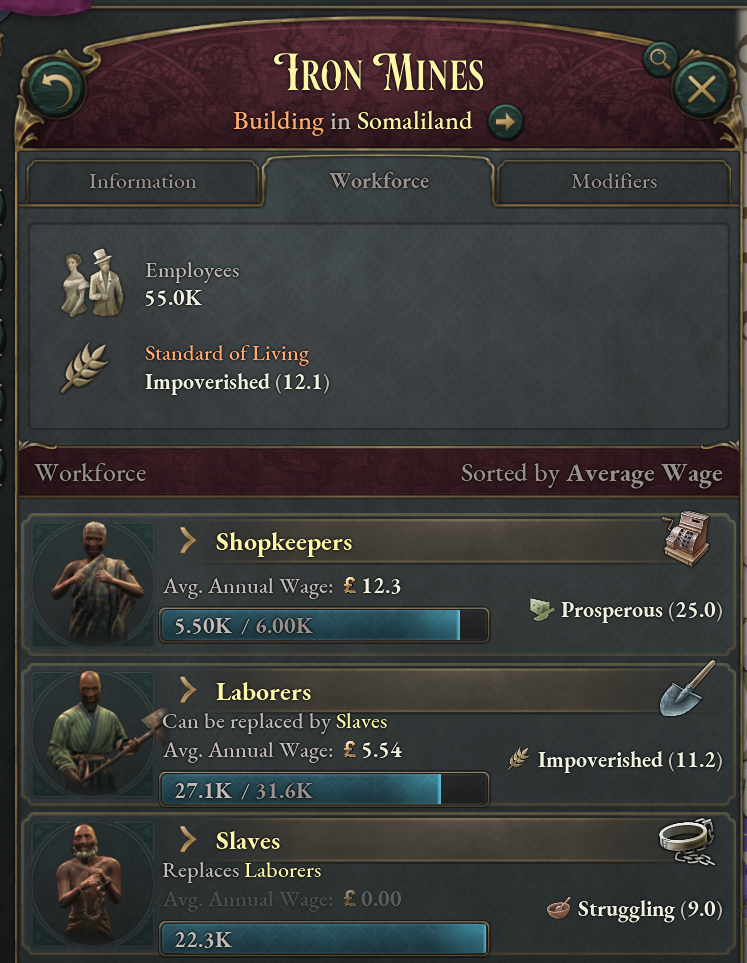 Iron Mines
Building in Somaliland
Information Workforce Modifiers
Employees
55.0K
Standard of Living
Impoverished (12.1)
Workforce Sorted by Average Wage
Shopkeepers
Avg. Annual Wage: £ 12.3
5.50K / 6.00K Prosperous (25.0)
Laborers
Can be replaced by Slaves
Avg. Annual Wage: £ 5.54
27.1K / 31.6K Impoverished (11.2)
Slaves
Replaces Laborers
Avg. Annual Wage: £ 0.00
22.3K Struggling (9.0)